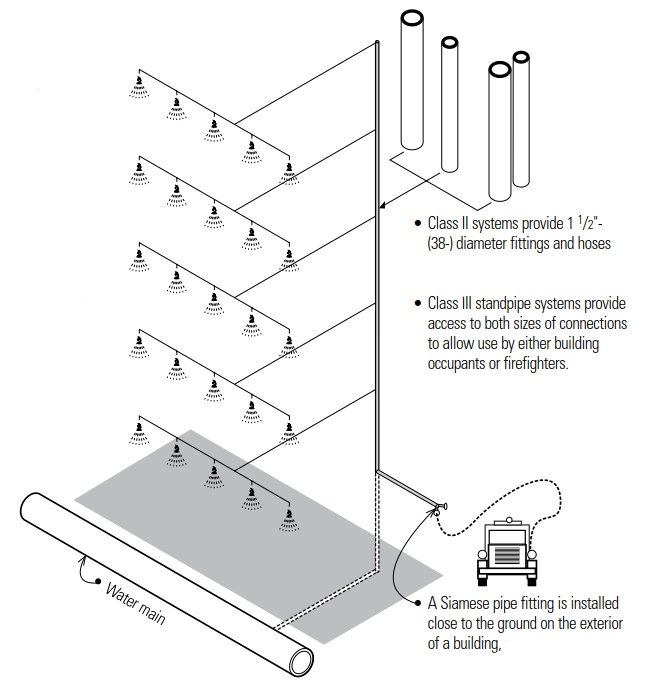 • Class II systems provide 1 1/2"-
(38-) diameter fittings and hoses
• Class III standpipe systems provide
access to both sizes of connections
to allow use by either building
occupants or firefighters.
• Water main
• A Siamese pipe fitting is installed
close to the ground on the exterior
of a building,